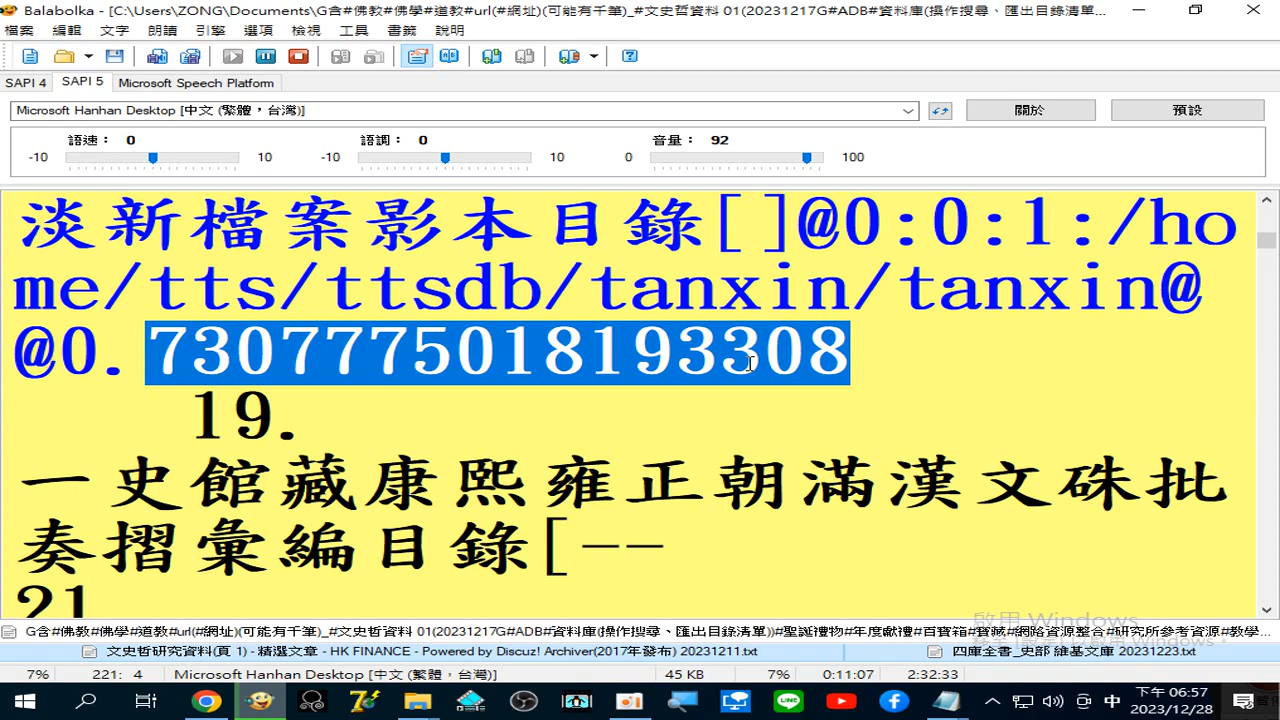 Balabolka - [C:\Users\ZONG\Documents\G含#佛教#佛學#道教#url(#網址)(可能有千筆)_#文史哲資料 01(20231217G#ADB#資料庫(操作搜尋、匯出目錄清單...
檔案 編輯 文字 朗讀 引擎 選項 檢視 工具 書籤 說明
SAPI 4 SAPI 5 Microsoft Speech Platform
Microsoft Hanhan Desktop [中文 (繁體，台灣)] 關於 預設
語速： 0 語調： 0 音量： 92
-10 10 -10 10 0 100
淡新檔案影本目錄[]@0:0:1:/ho
me/tts/ttsdb/tanxin/tanxin@
@0.7307775018193308
19.
一史館藏康熙雍正朝滿漢文硃批
奏摺彙編目錄[--
21
啟用 Windows
G含#佛教#佛學#道教#url(#網址)(可能有千筆)_#文史哲資料 01(20231217G#ADB#資料庫(操作搜尋、匯出目錄清單))#聖誕禮物#年度獻禮#百寶箱#寶城#網路資源整合#研究所參考資源#教學...
文史哲研究資料(頁 1) - 精選文章 - HK FINANCE - Powered by Discuz! Archiver(2017年發布) 20231211.txt 四庫全書_史部 維基文庫 20231223.txt
7% 221: 4 Microsoft Hanhan Desktop [中文 (繁體，台灣)] 45 KB 7% 0:11:07 2:32:33
中 下午 06:57
2023/12/28